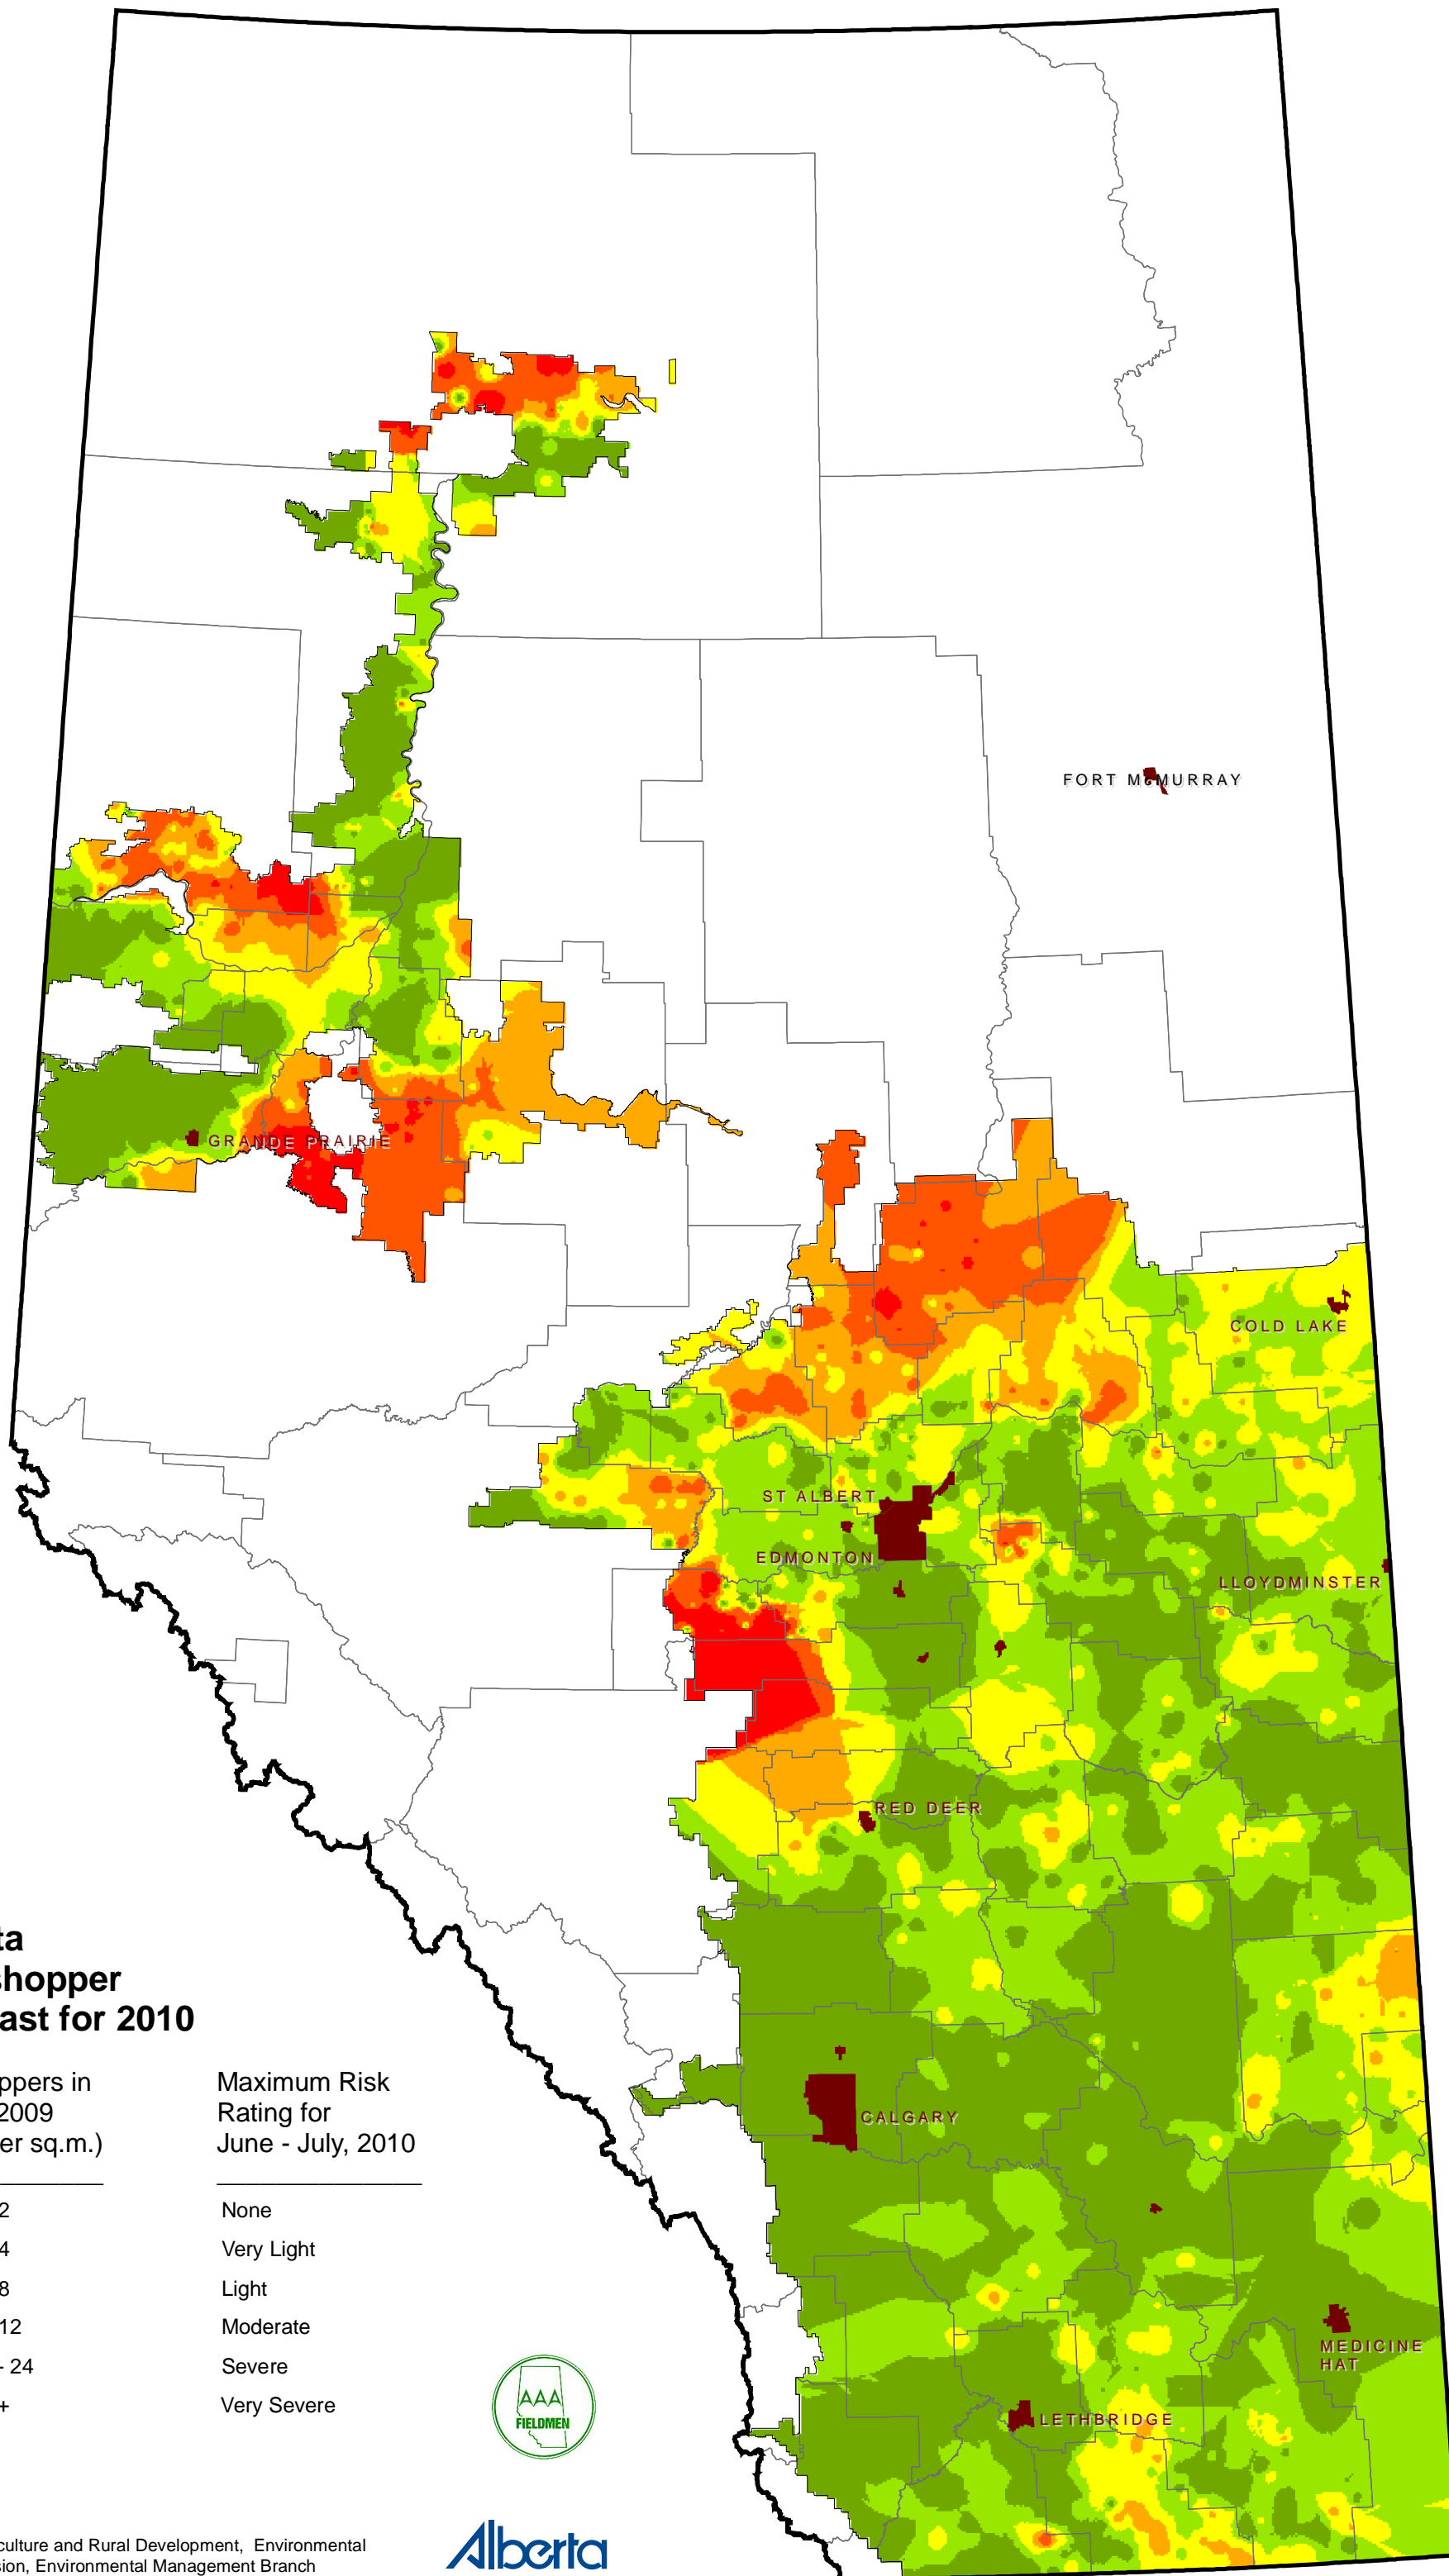 FORT McMURRAY
GRANDE PRAIRIE
COLD LAKE
ST ALBERT
EDMONTON
LLOYDMINSTER
RED DEER
CALGARY
MEDICINE
HAT
LETHBRIDGE
ta
shopper
ast for 2010
ppers in
2009
er sq.m.)
Maximum Risk
Rating for
June - July, 2010
2 None
4 Very Light
8 Light
12 Moderate
- 24 Severe
+ Very Severe
AAA
FIELDMEN
culture and Rural Development, Environmental
sion, Environmental Management Branch
Alberta